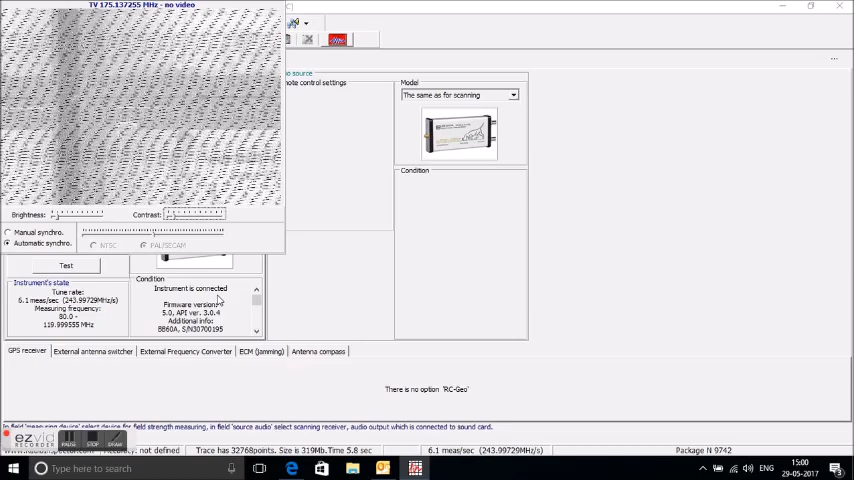 TV 175.137255 MHz - no video
Model
mote control settings
The same as for scanning
Condition
Brightness:
Contrast:
Manual synchro.
Automatic synchro.
NTSC
PAL/SECAM
Test
Condition
Instrument is connected
Firmware version:
5.0, API ver. 3.0.4
Additional info:
BB60A, S/N30700195
Instrument's state
Tune rate:
6.1 meas/sec (243.99729MHz/s)
Measuring frequency:
80.0 -
119.999555 MHz
GPS receiver
External antenna switcher
External Frequency Converter
ECM (jamming)
Antenna compass
There is no option 'RC-Geo'
In field 'measuring device' select device for field strength measuring, in field 'source audio' select scanning receiver, audio output which is connected to sound card.
ezvid
RECORDER
PAUSE
STOP
DRAW
Accuracy: not defined
Trace has 32768points. Size is 319Mb.Time 5.8 sec
6.1 meas/sec (243.99729MHz/s)
Package N 9742
Type here to search
ENG
15:00
29-05-2017